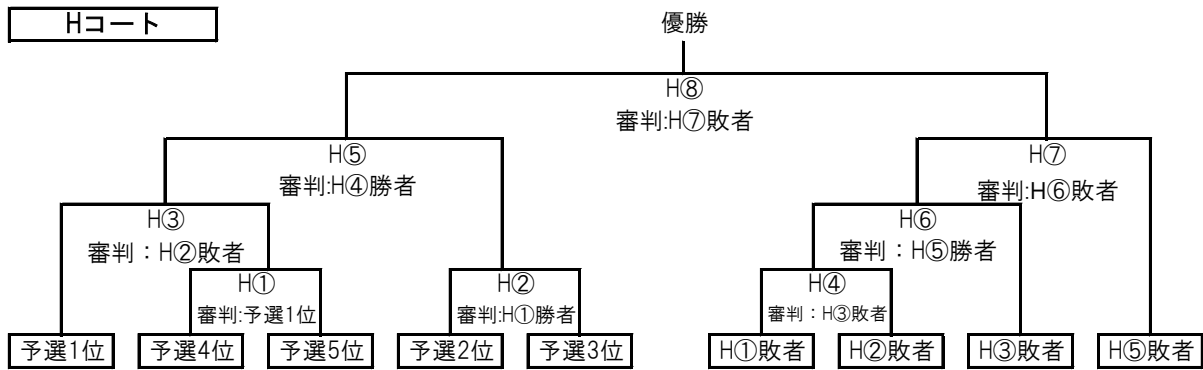 Hコート
優勝
H⑧
審判:H⑦敗者
H⑤
審判:H④勝者
H⑦
審判:H⑥敗者
H③
審判：H②敗者
H⑥
審判：H⑤勝者
H①
審判:予選1位
H②
審判:H①勝者
H④
審判：H③敗者
予選1位
予選4位
予選5位
予選2位
予選3位
H①敗者
H②敗者
H③敗者
H⑤敗者